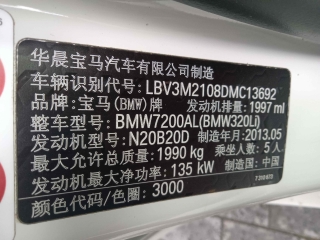 华晨宝马汽车有限公司制造
车辆识别代号: LBV3M2108DMC13692
品牌: 宝马(BMW)牌 发动机排量: 1997 ml
整车型号: BMW7200AL(BMW320Li)
发动机型号: N20B20D 制造年月: 2013.05
最大允许总质量: 1990 kg 乘坐人数: 5 人
发动机最大净功率: 135 kW 制造国: 中国
颜色代码/色圈: 3000